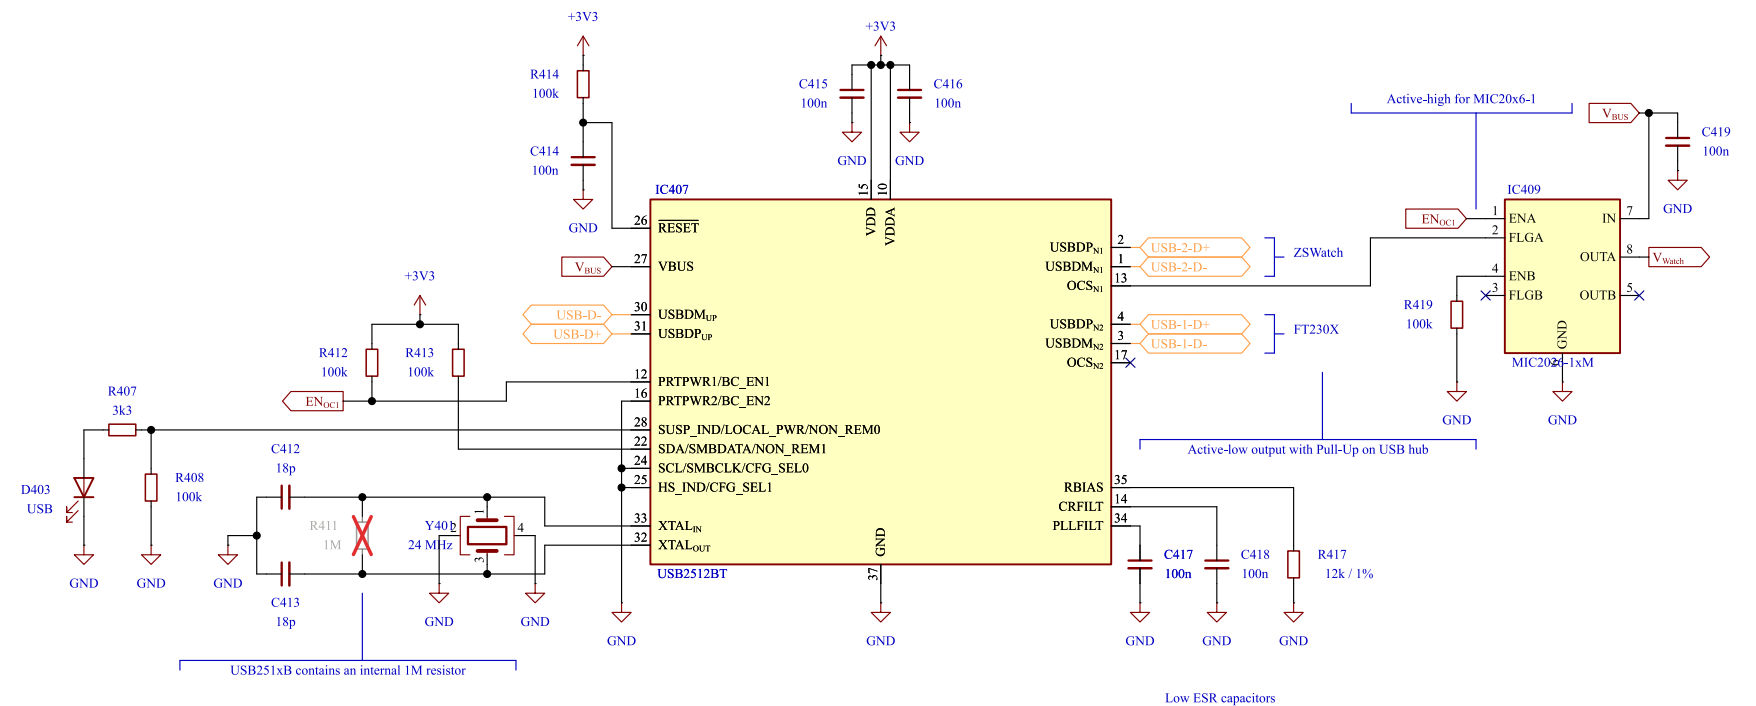 +3V3
R414
100k
C414
100n
GND
+3V3
C415
100n
C416
100n
GND
GND
Active-high for MIC20x6-1
VBUS
C419
100n
GND
IC407
15
10
VDD
VDDA
26
RESET
27
VBUS
VBUS
30
USB-D-
USBDMUP
31
USB-D+
USBDPUP
+3V3
R412
100k
R413
100k
12
PRTPWR1/BC_EN1
ENOC1
16
PRTPWR2/BC_EN2
28
SUSP_IND/LOCAL_PWR/NON_REM0
22
SDA/SMBDATA/NON_REM1
24
SCL/SMBCLK/CFG_SEL0
25
HS_IND/CFG_SEL1
33
XTALIN
32
XTALOUT
USB2512BT
GND
37
GND
GND
USBDPN1
2
USB-2-D+
USBDMN1
1
USB-2-D-
OCSN1
13
ZSWatch
USBDPN2
4
USB-1-D+
USBDMN2
3
USB-1-D-
OCSN2
17
FT230X
RBIAS
35
CRFILT
14
PLLFILT
34
C417
100n
C418
100n
R417
12k / 1%
GND
GND
GND
Low ESR capacitors
Active-low output with Pull-Up on USB hub
IC409
ENOC1
1
ENA
2
FLGA
4
ENB
3
FLGB
IN
7
OUTA
8
VWatch
OUTB
5
GND
MIC2026-1xM
R419
100k
GND
GND
R407
3k3
D403
USB
R408
100k
GND
GND
C412
18p
C413
18p
GND
R411
1M
24 MHz
1
2
3
4
GND
GND
USB251xB contains an internal 1M resistor